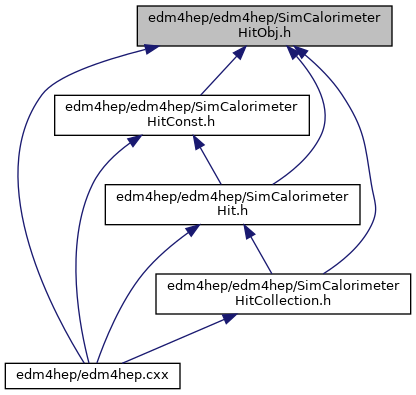 edm4hep/edm4hep/SimCalorimeter
HitObj.h
edm4hep/edm4hep/SimCalorimeter
HitConst.h
edm4hep/edm4hep/SimCalorimeter
Hit.h
edm4hep/edm4hep/SimCalorimeter
HitCollection.h
edm4hep/edm4hep.cxx